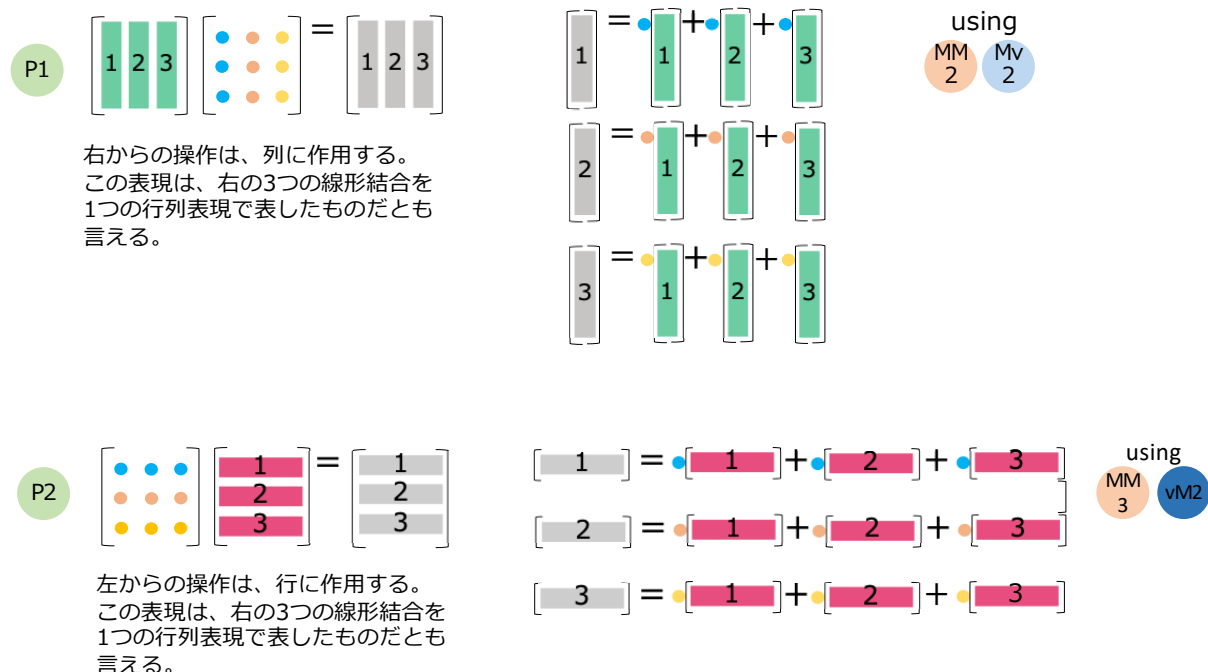 P1
1 2 3 = 1 2 3
右からの操作は、列に作用する。
この表現は、右の3つの線形結合を
1つの行列表現で表したものだとも
言える。
1 = 1 + 2 + 3
2 = 1 + 2 + 3
3 = 1 + 2 + 3
using
MM
2
Mv
2
P2
1 = 1
2 2
3 3
左からの操作は、行に作用する。
この表現は、右の3つの線形結合を
1つの行列表現で表したものだとも
言える。
1 = 1 + 2 + 3
2 = 1 + 2 + 3
3 = 1 + 2 + 3
using
MM
3
vM2